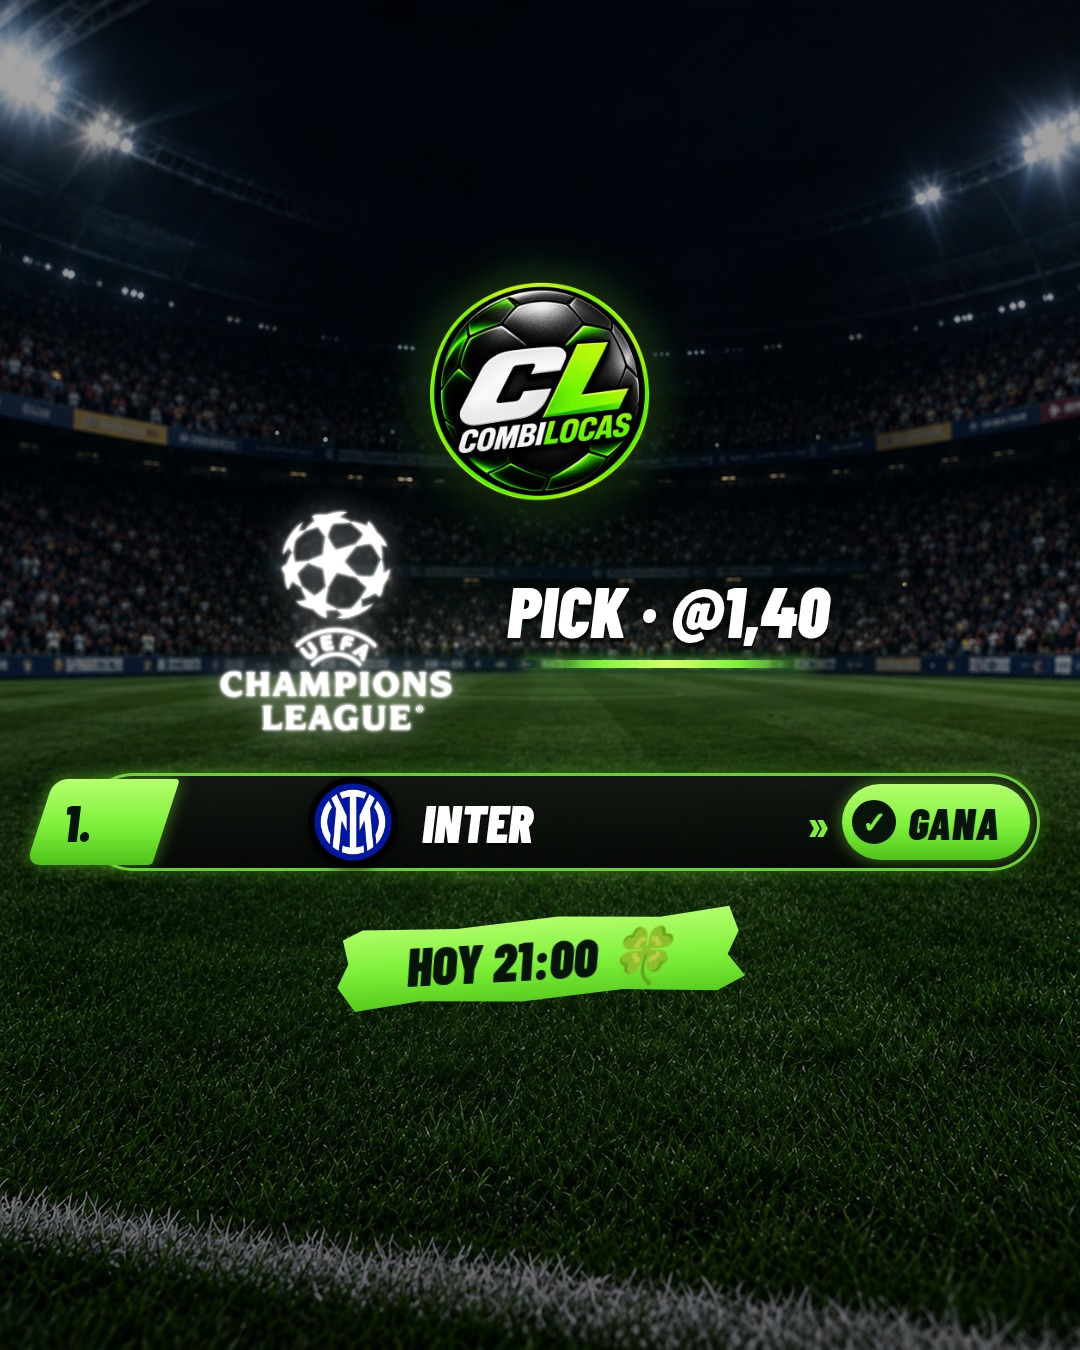 CL
COMBILOCAS
UEFA
CHAMPIONS
LEAGUE®
PICK · @1,40
1.
INTER
» ✓ GANA
HOY 21:00 🍀